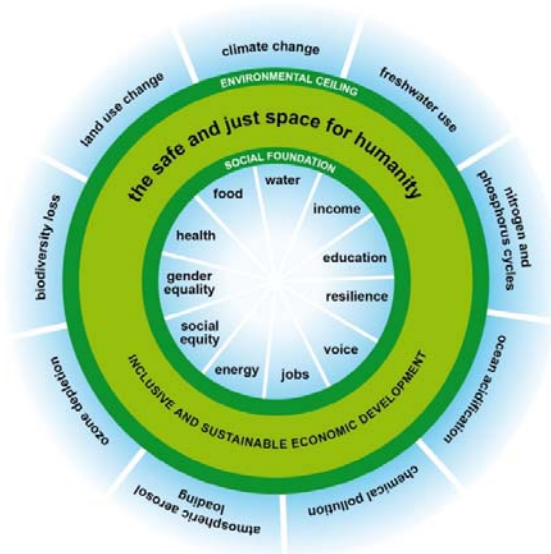 climate change
freshwater use
nitrogen and
phosphorus cycles
ocean acidification
chemical pollution
atmospheric aerosol
loading
ozone depletion
biodiversity loss
land use change
ENVIRONMENTAL CEILING
the safe and just space for humanity
SOCIAL FOUNDATION
water
income
education
resilience
voice
jobs
energy
social
equity
gender
equality
health
food
INCLUSIVE AND SUSTAINABLE ECONOMIC DEVELOPMENT